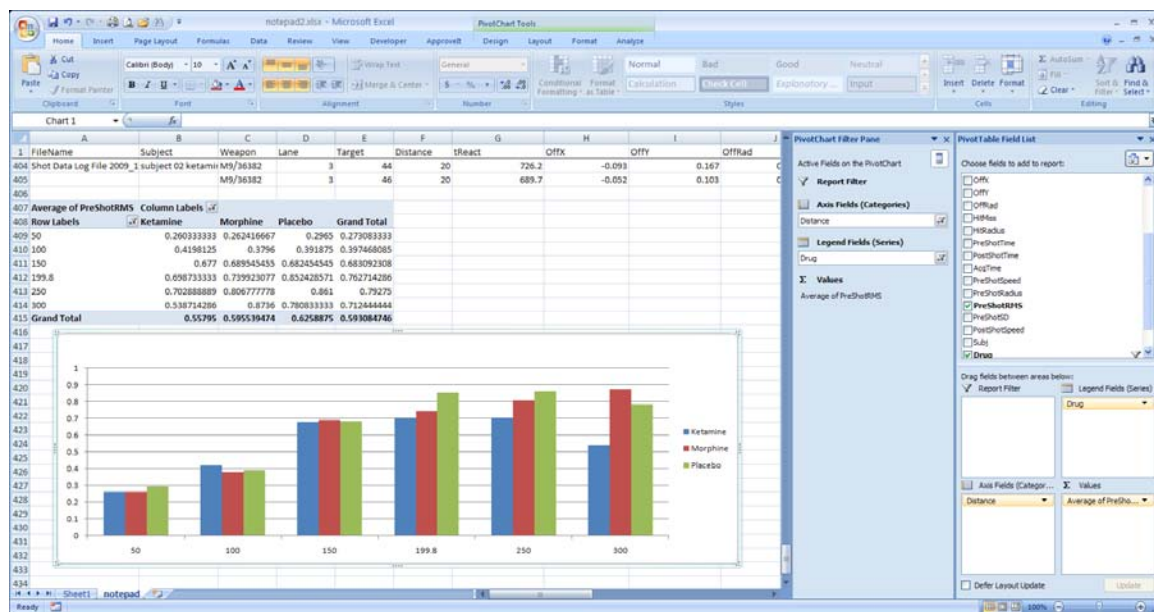 notepad2.xlsx - Microsoft Excel
PivotChart Tools
Home Insert Page Layout Formulas Data Review View Developer ApproveIt Design Layout Format Analyze
Cut
Copy
Format Painter
Paste
Calibri (Body) 10
Wrap Text
Merge & Center
General
Conditional Formatting
Format as Table
Normal Bad Good Neutral
Calculation Check Cell Explanatory ... Input
Insert Delete Format
AutoSum
Fill
Clear
Sort & Filter
Find & Select
Clipboard Font Alignment Number Styles Cells Editing
Chart 1
fx
A B C D E F G H I J
1 FileName Subject Weapon Lane Target Distance tReact OffX OffY OffRad
404 Shot Data Log File 2009_1 subject 02 ketamin M9/36382 3 44 20 726.2 -0.093 0.167
405 M9/36382 3 46 20 689.7 -0.052 0.103
406
407 Average of PreShotRMS Column Labels
408 Row Labels Ketamine Morphine Placebo Grand Total
409 50 0.260333333 0.262416667 0.2965 0.273083333
410 100 0.4198125 0.3796 0.391875 0.397468085
411 150 0.677 0.689545455 0.682454545 0.683092308
412 199.8 0.698733333 0.739923077 0.852428571 0.762714286
413 250 0.702888889 0.806777778 0.861 0.79275
414 300 0.538714286 0.8736 0.780833333 0.712444444
415 Grand Total 0.55795 0.595539474 0.6258875 0.593084746
416
417
418
419
420
421
422
423
424
425
426
427
428
429
430
431
432
433
434
1
0.9
0.8
0.7
0.6
0.5
0.4
0.3
0.2
0.1
0
50 100 150 199.8 250 300
Ketamine
Morphine
Placebo
PivotChart Filter Pane
Active Fields on the PivotChart
Report Filter
Axis Fields (Categories)
Distance
Legend Fields (Series)
Drug
Σ Values
Average of PreShotRMS
PivotTable Field List
Choose fields to add to report:
OffX
OffY
OffRad
HitMiss
HitRadius
PreShotTime
PostShotTime
AcqTime
PreShotSpeed
PreShotRadius
PreShotRMS
PreShotSD
PostShotSpeed
Subj
Drug
Drag fields between areas below:
Report Filter Legend Fields (Series)
Drug
Axis Fields (Categor... Σ Values
Distance Average of PreSho...
Defer Layout Update Update
Sheet1 notepad
Ready 100%